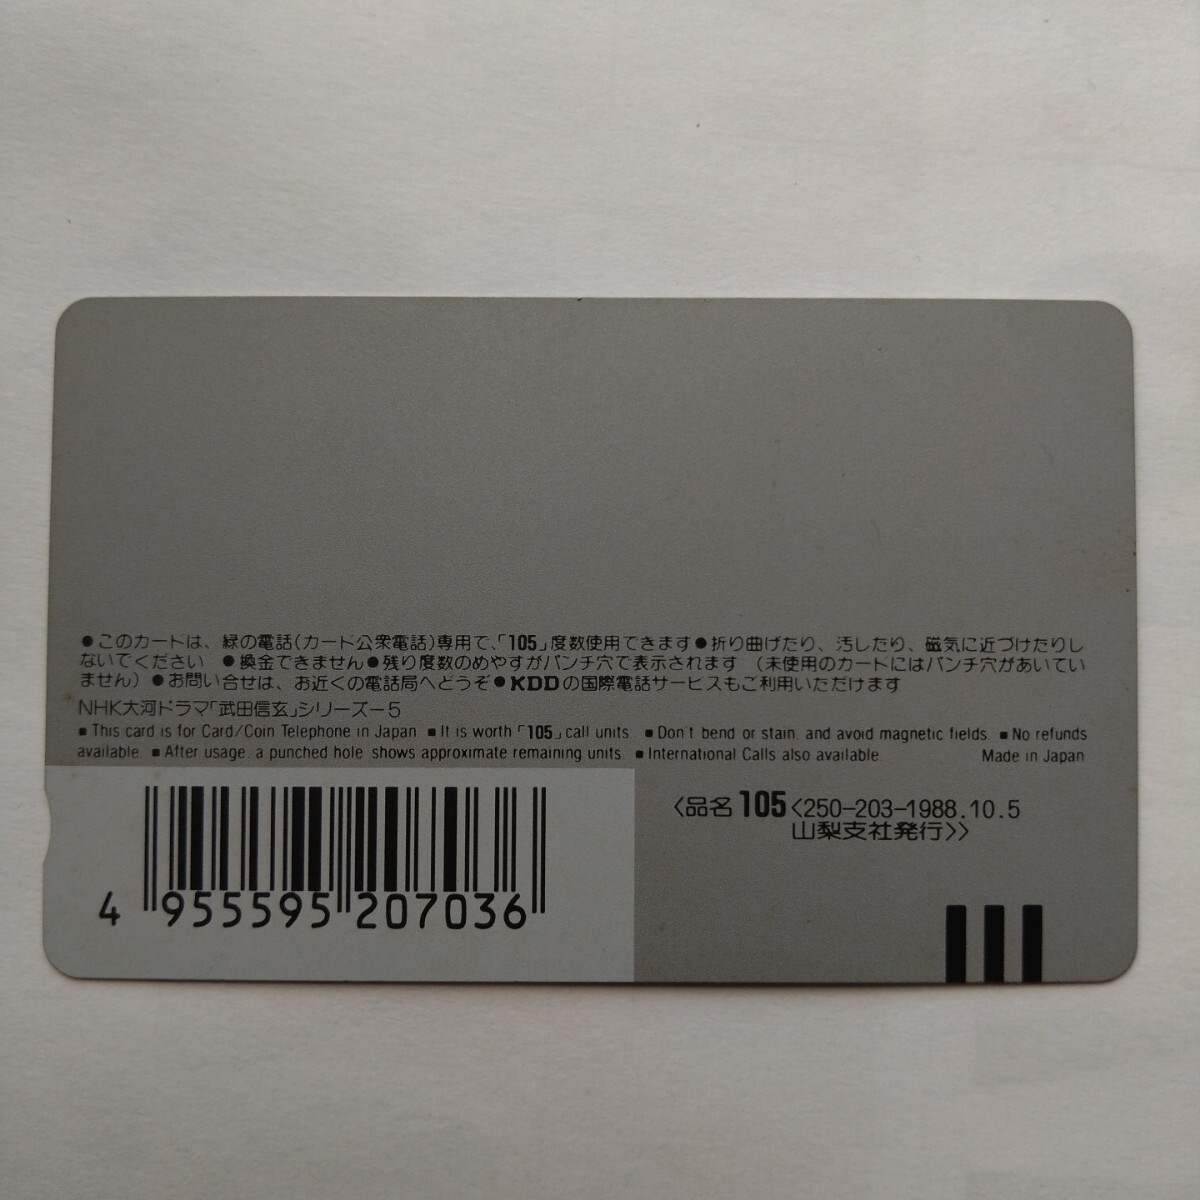 ●このカードは、緑の電話(カード公衆電話)専用で、「105」度数使用できます●折り曲げたり、汚したり、磁気に近づけたりし
ないでください ●換金できません●残り度数のめやすがパンチ穴で表示されます (未使用のカードにはパンチ穴があいてい
ません)●お問い合せは、お近くの電話局へどうぞ●KDDの国際電話サービスもご利用いただけます
NHK大河ドラマ「武田信玄」シリーズ−5
■This card is for Card/Coin Telephone in Japan ■It is worth「105」call units. ■Don't bend or stain. and avoid magnetic fields. ■No refunds
available. ■After usage. a punched hole shows approximate remaining units. ■International Calls also available. Made in Japan
〈品名105〈250−203−1988.10.5
山梨支社発行〉〉
4 955595 207036